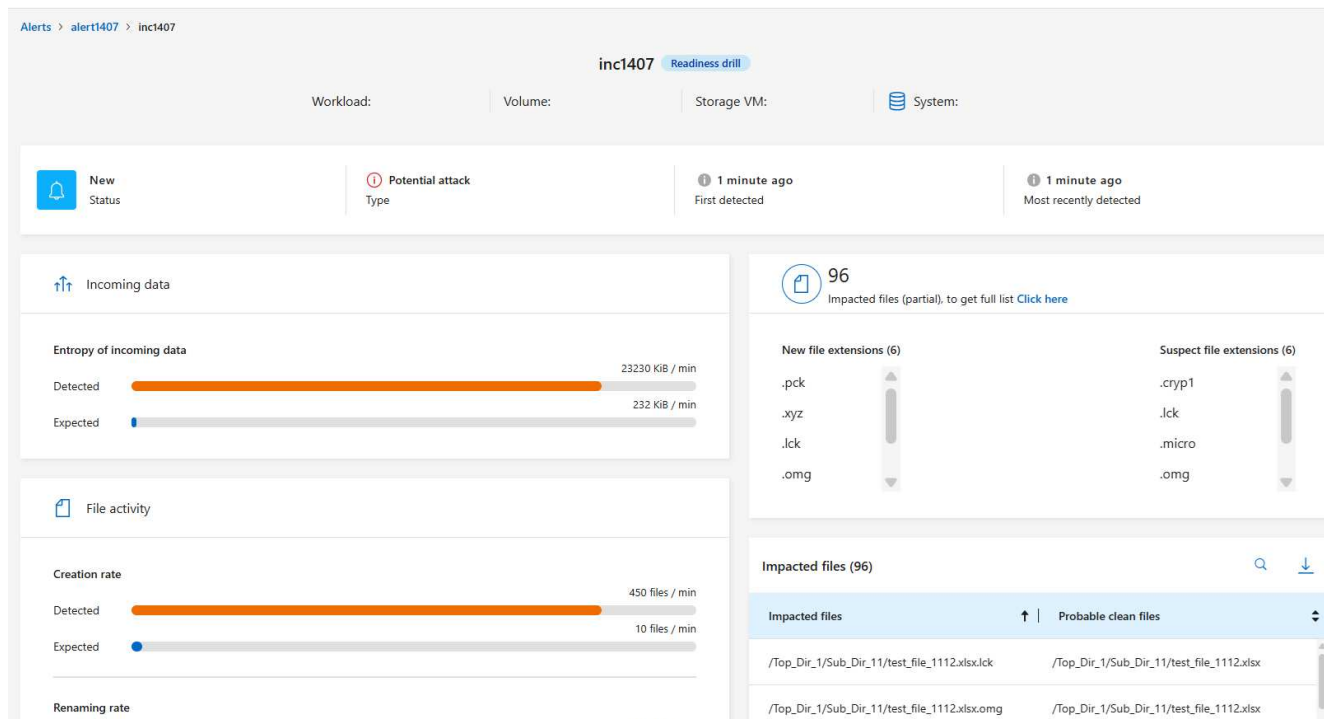 Alerts > alert1407 > inc1407
inc1407 Readiness drill
Workload: Volume: Storage VM: System:
New
Status
Potential attack
Type
1 minute ago
First detected
1 minute ago
Most recently detected
Incoming data
Entropy of incoming data
23230 KiB / min
Detected
232 KiB / min
Expected
File activity
Creation rate
450 files / min
Detected
10 files / min
Expected
Renaming rate
96
Impacted files (partial), to get full list Click here
New file extensions (6)
.pck
.xyz
.lck
.omg
Suspect file extensions (6)
.cryp1
.lck
.micro
.omg
Impacted files (96)
Impacted files Probable clean files
/Top_Dir_1/Sub_Dir_11/test_file_1112.xlsx.lck /Top_Dir_1/Sub_Dir_11/test_file_1112.xlsx
/Top_Dir_1/Sub_Dir_11/test_file_1112.xlsx.omg /Top_Dir_1/Sub_Dir_11/test_file_1112.xlsx